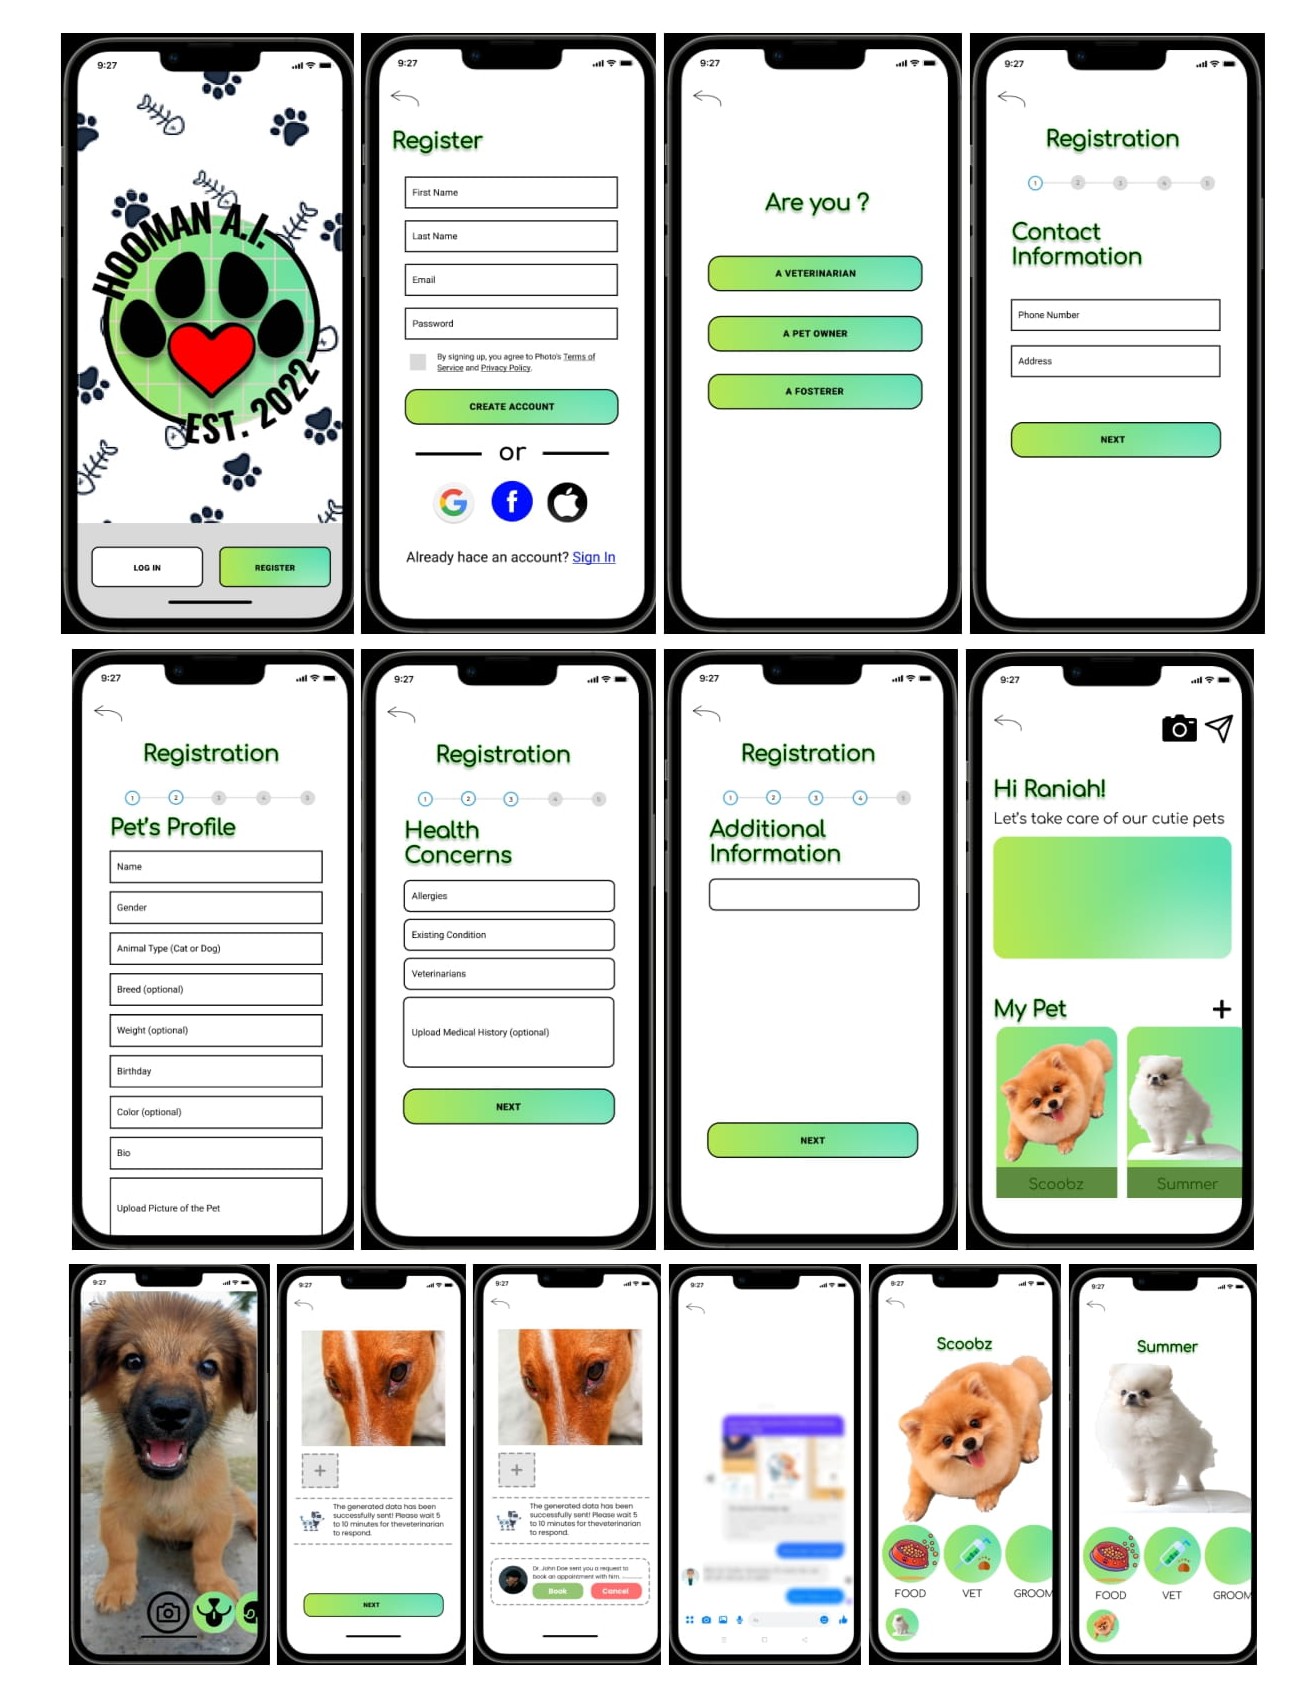 9:27
HOOMAN A.I.
EST. 2022
LOG IN
REGISTER
9:27
Register
First Name
Last Name
Email
Password
By signing up, you agree to Photo's Terms of
Service and Privacy Policy.
CREATE ACCOUNT
or
Already hace an account? Sign In
9:27
Are you ?
A VETERINARIAN
A PET OWNER
A FOSTERER
9:27
Registration
1 2 3 4 5
Contact
Information
Phone Number
Address
NEXT
9:27
Registration
1 2 3 4 5
Pet's Profile
Name
Gender
Animal Type (Cat or Dog)
Breed (optional)
Weight (optional)
Birthday
Color (optional)
Bio
Upload Picture of the Pet
9:27
Registration
1 2 3 4 5
Health
Concerns
Allergies
Existing Condition
Veterinarians
Upload Medical History (optional)
NEXT
9:27
Registration
1 2 3 4 5
Additional
Information
NEXT
9:27
Hi Raniah!
Let's take care of our cutie pets
My Pet
Scoobz
Summer
9:27
9:27
The generated data has been
successfully sent! Please wait 5
to 10 minutes for theveterinarian
to respond.
NEXT
9:27
The generated data has been
successfully sent! Please wait 5
to 10 minutes for theveterinarian
to respond.
Dr. John Doe sent you a request to
book an appointment with him.
Book
Cancel
9:27
9:27
Scoobz
FOOD
VET
GROOM
9:27
Summer
FOOD
VET
GROOM